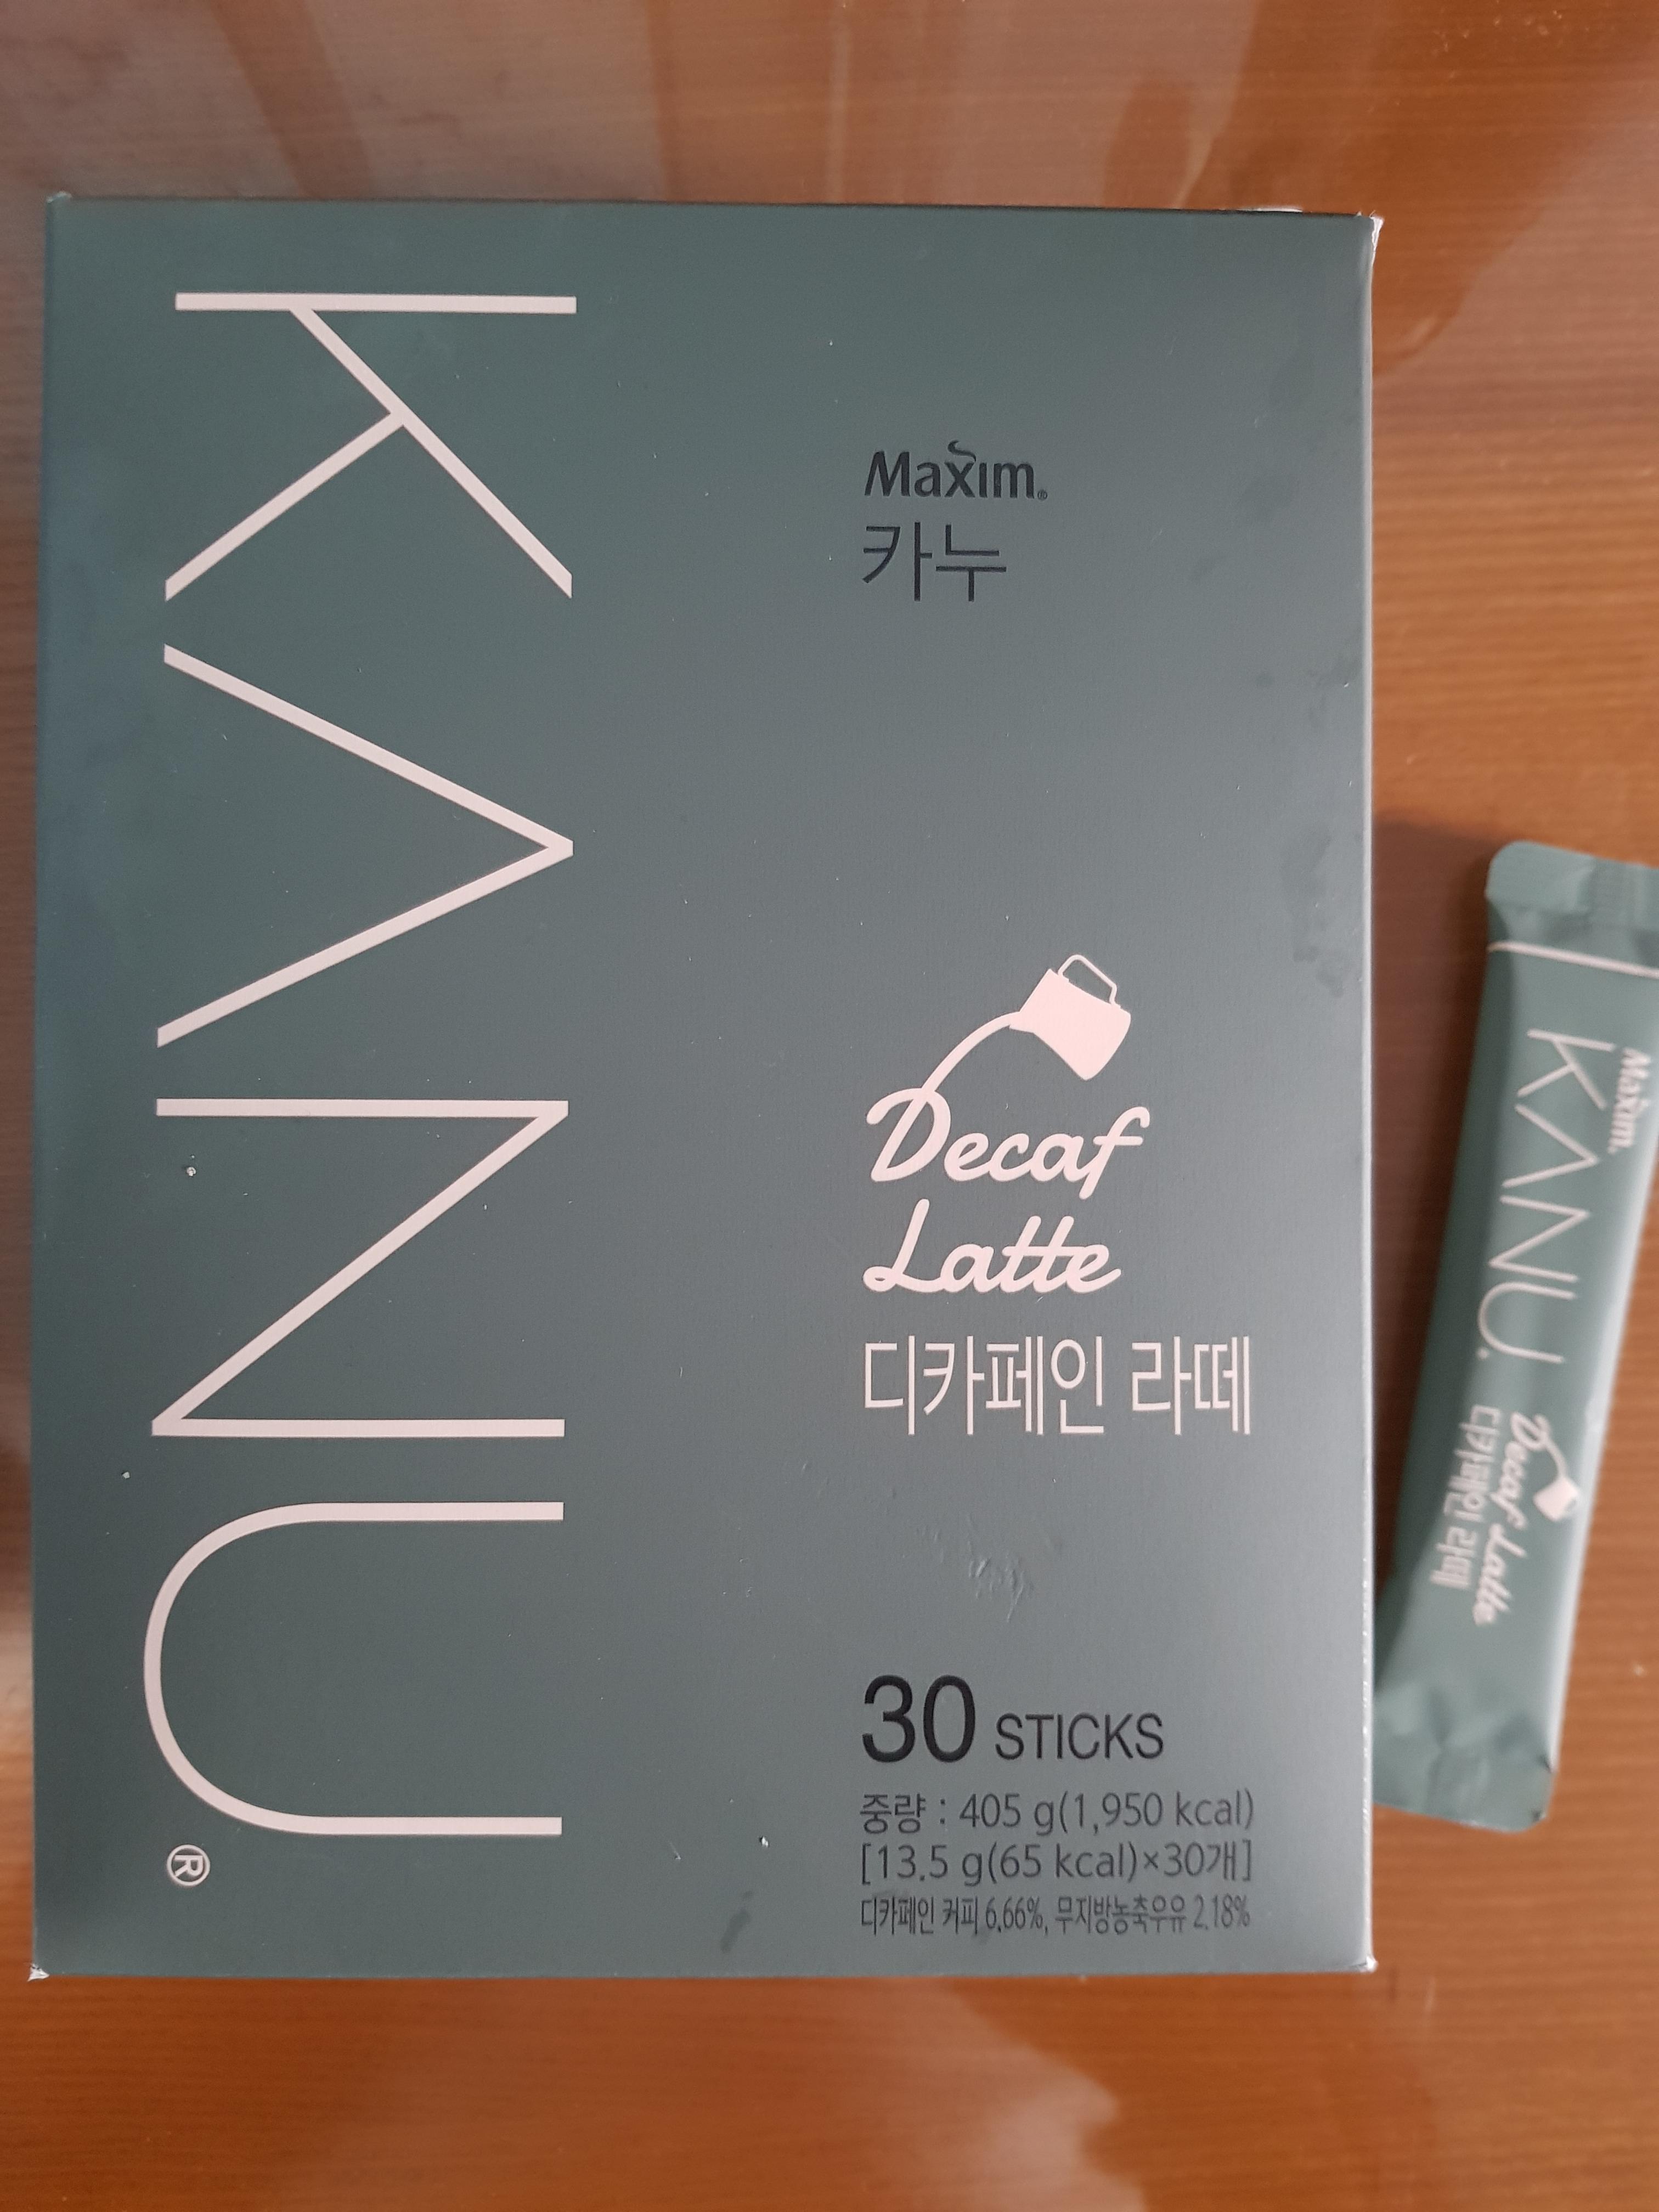 KANU®
Maxim®
카누
Decaf
Latte
디카페인 라떼
30 STICKS
중량 : 405 g(1,950 kcal)
[13.5 g(65 kcal)×30개]
디카페인 커피 6.66%, 무지방농축우유 2.18%
Maxim.
KANU.
Decaf Latte
디카페인 라떼